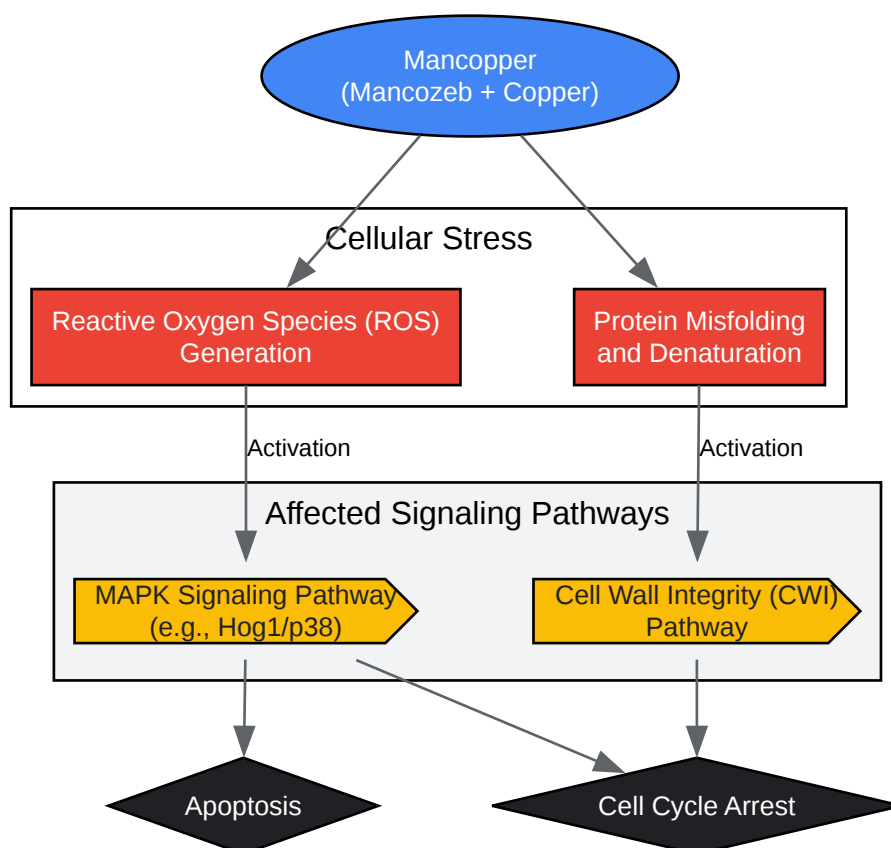 Mancopper
(Mancozeb + Copper)
Cellular Stress
Reactive Oxygen Species (ROS)
Generation
Protein Misfolding
and Denaturation
Activation
Activation
Affected Signaling Pathways
MAPK Signaling Pathway
(e.g., Hog1/p38)
Cell Wall Integrity (CWI)
Pathway
Apoptosis
Cell Cycle Arrest